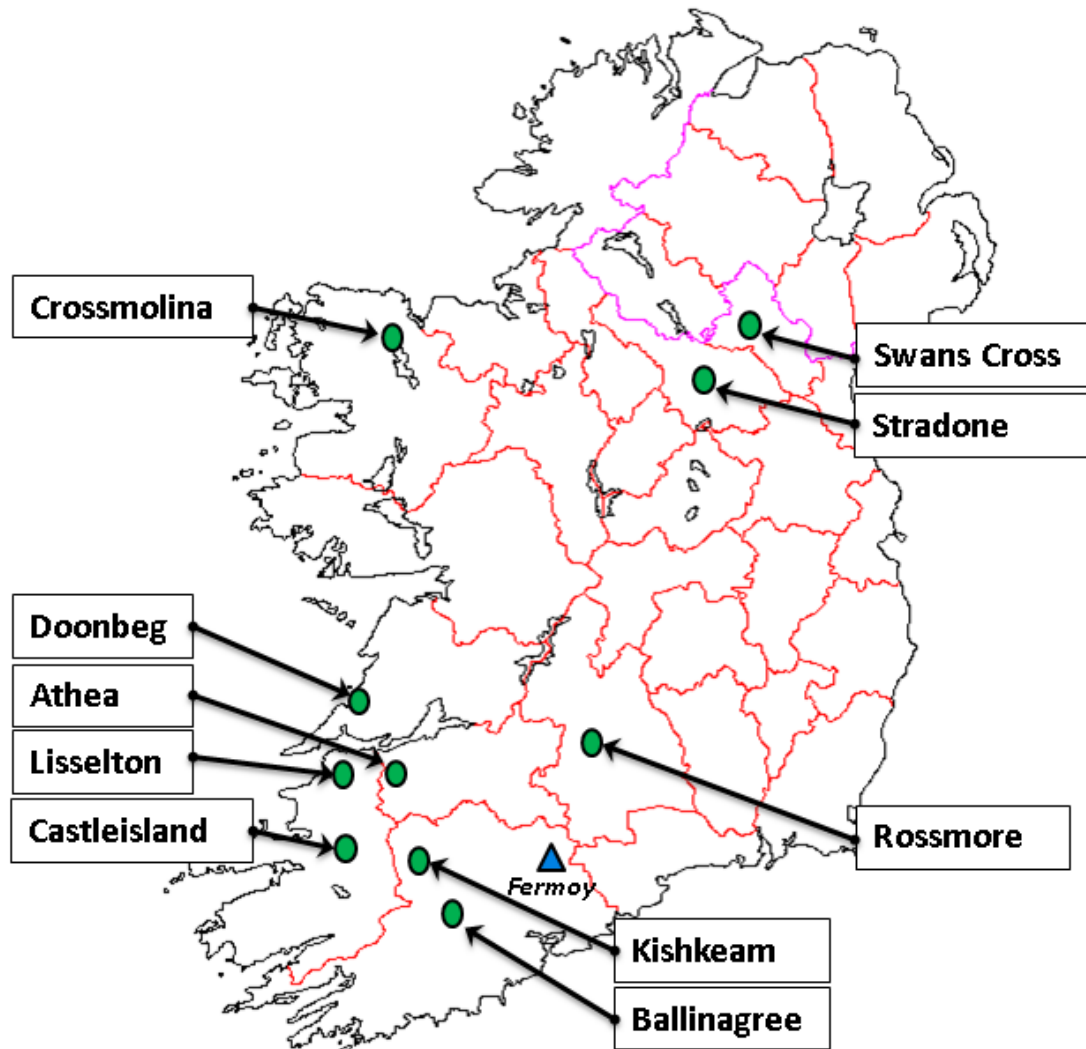 Crossmolina
Swans Cross
Stradone
Doonbeg
Athea
Lisselton
Castleisland
Rossmore
Fermoy
Kishkeam
Ballinagree